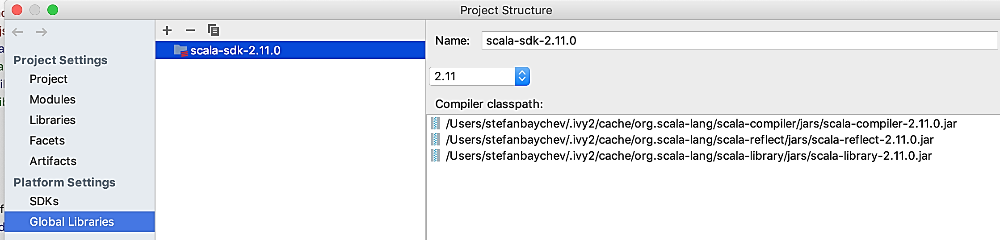 Project Structure
Project Settings
Project
Modules
Libraries
Facets
Artifacts
Platform Settings
SDKs
Global Libraries
scala-sdk-2.11.0
Name: scala-sdk-2.11.0
2.11
Compiler classpath:
/Users/stefanbaychev/.ivy2/cache/org.scala-lang/scala-compiler/jars/scala-compiler-2.11.0.jar
/Users/stefanbaychev/.ivy2/cache/org.scala-lang/scala-reflect/jars/scala-reflect-2.11.0.jar
/Users/stefanbaychev/.ivy2/cache/org.scala-lang/scala-library/jars/scala-library-2.11.0.jar